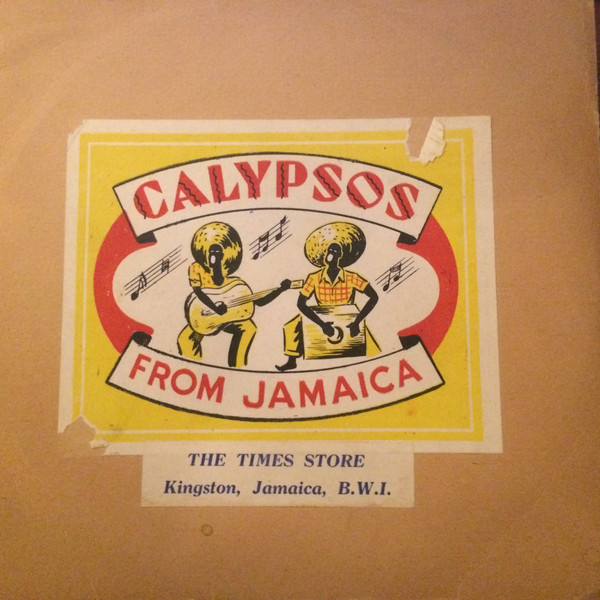 CALYPSOS
FROM JAMAICA
THE TIMES STORE
Kingston, Jamaica, B.W.I.